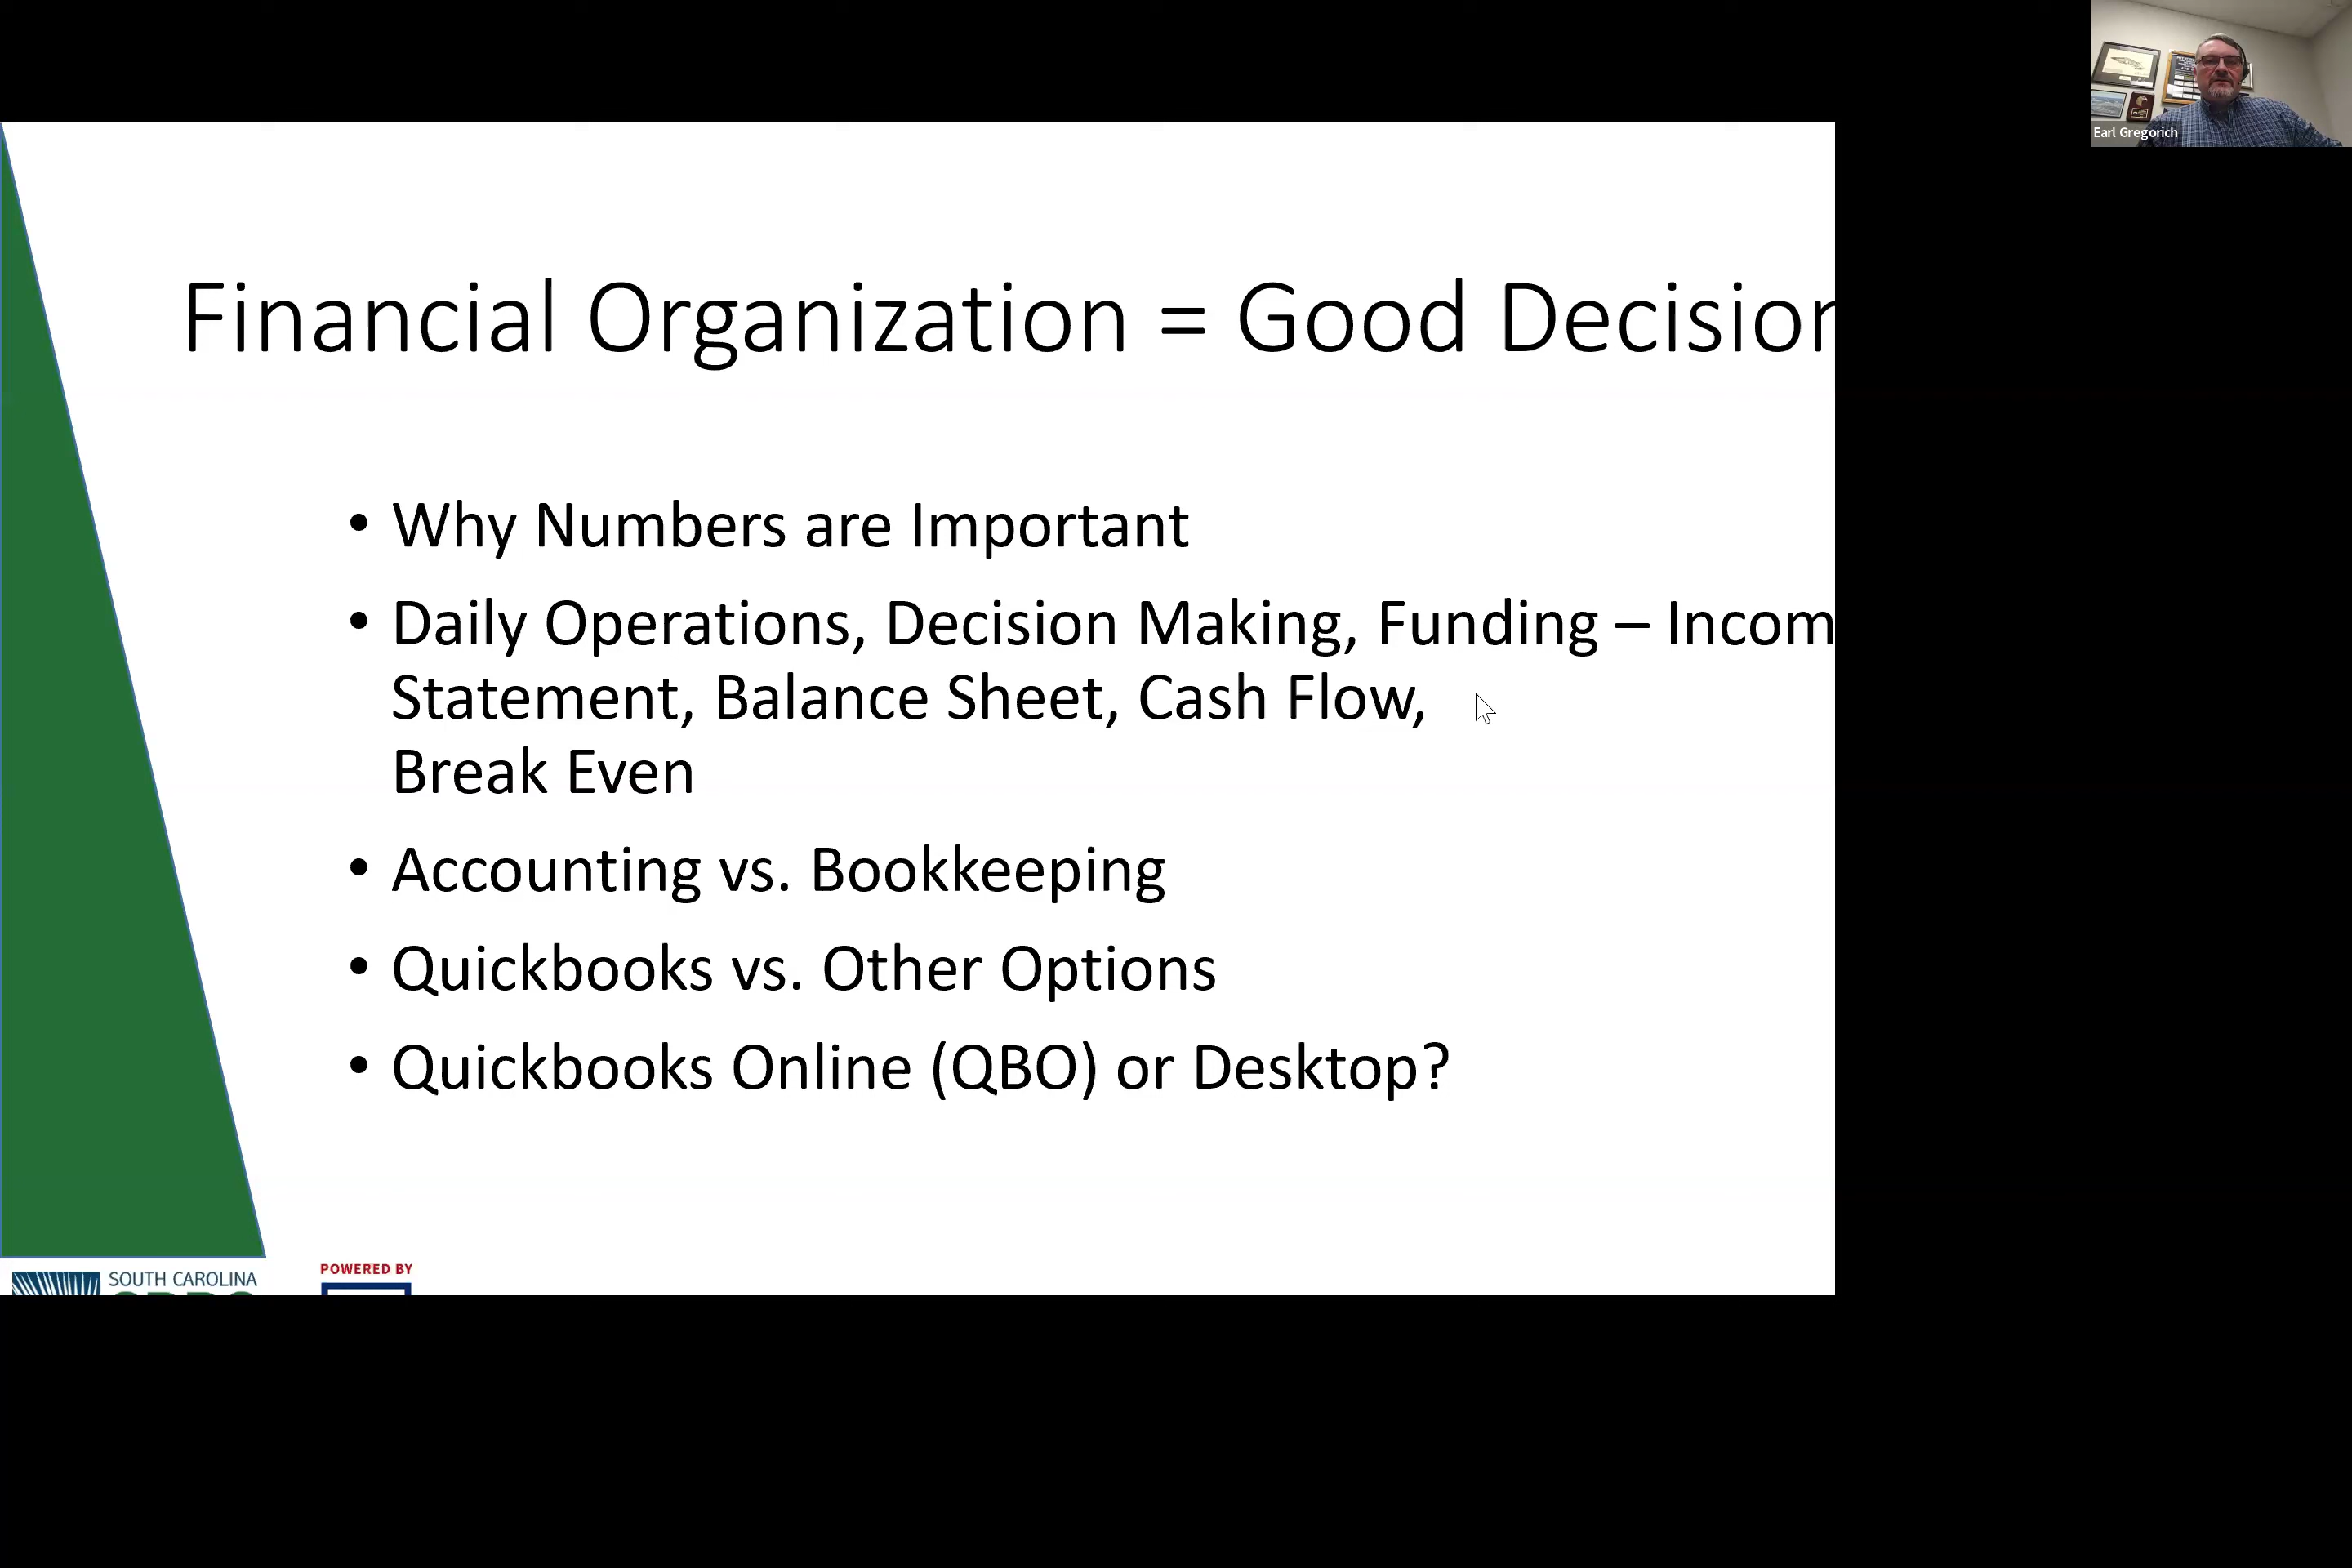 Earl Gregorich
Financial Organization = Good Decision
• Why Numbers are Important
• Daily Operations, Decision Making, Funding – Incom
Statement, Balance Sheet, Cash Flow,
Break Even
• Accounting vs. Bookkeeping
• Quickbooks vs. Other Options
• Quickbooks Online (QBO) or Desktop?
SOUTH CAROLINA
POWERED BY